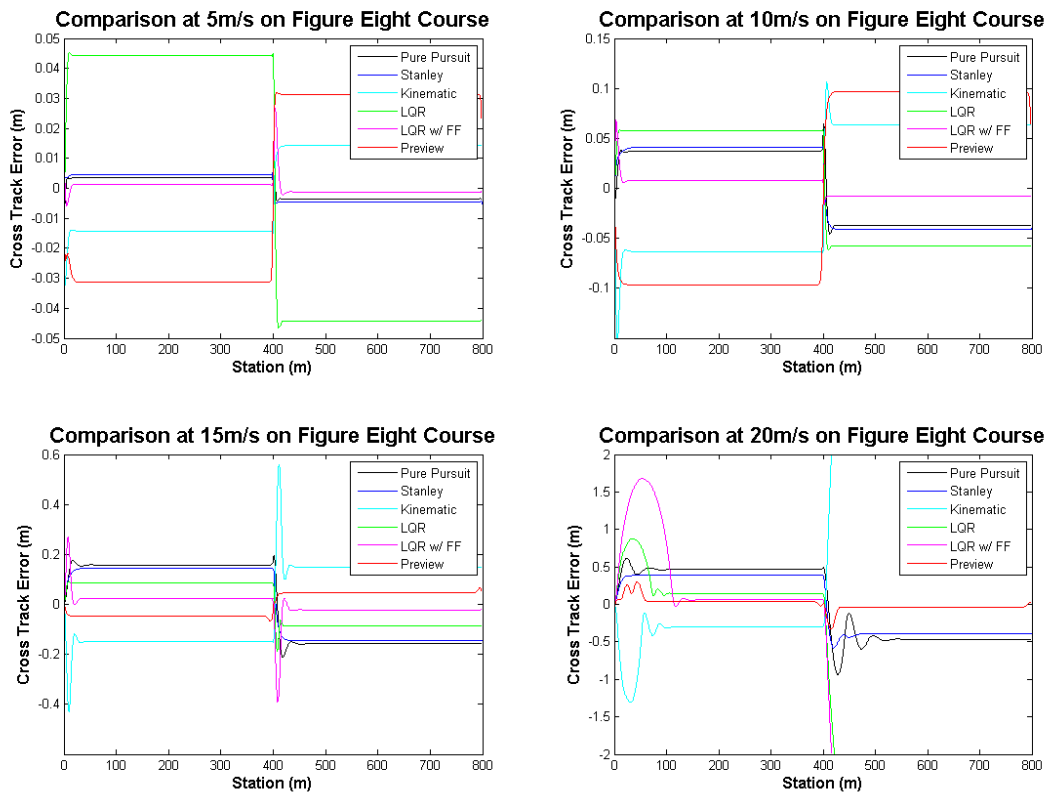 Comparison at 5m/s on Figure Eight Course
Cross Track Error (m)
0.05
0.04
0.03
0.02
0.01
0
-0.01
-0.02
-0.03
-0.04
-0.05
Pure Pursuit
Stanley
Kinematic
LQR
LQR w/ FF
Preview
0 100 200 300 400 500 600 700 800
Station (m)
Comparison at 10m/s on Figure Eight Course
Cross Track Error (m)
0.15
0.1
0.05
0
-0.05
-0.1
Pure Pursuit
Stanley
Kinematic
LQR
LQR w/ FF
Preview
0 100 200 300 400 500 600 700 800
Station (m)
Comparison at 15m/s on Figure Eight Course
Cross Track Error (m)
0.6
0.4
0.2
0
-0.2
-0.4
Pure Pursuit
Stanley
Kinematic
LQR
LQR w/ FF
Preview
0 100 200 300 400 500 600 700 800
Station (m)
Comparison at 20m/s on Figure Eight Course
Cross Track Error (m)
2
1.5
1
0.5
0
-0.5
-1
-1.5
-2
Pure Pursuit
Stanley
Kinematic
LQR
LQR w/ FF
Preview
0 100 200 300 400 500 600 700 800
Station (m)